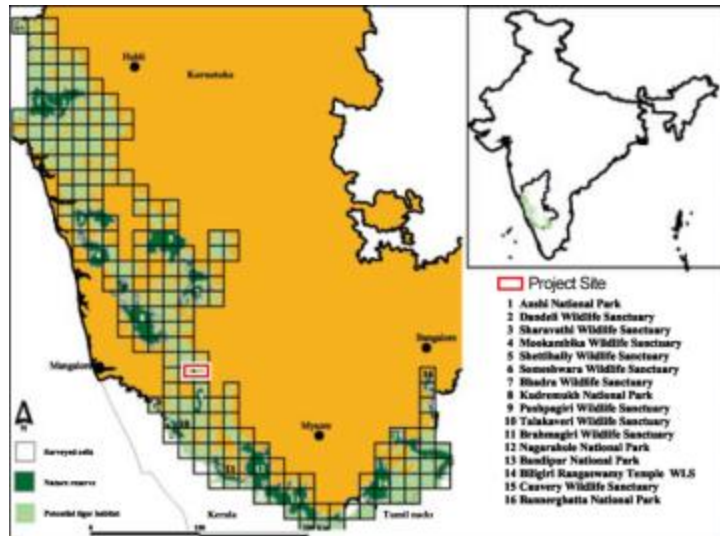 Hubli
Karnataka
Mangalore
Bangalore
Mysore
N
Surveyed cells
Nature reserve
Potential tiger habitat
Kerala
Tamil nadu
Project Site
1 Anshi National Park
2 Dandeli Wildlife Sanctuary
3 Sharavathi Wildlife Sanctuary
4 Mookambika Wildlife Sanctuary
5 Shettihally Wildlife Sanctuary
6 Someshwara Wildlife Sanctuary
7 Bhadra Wildlife Sanctuary
8 Kudremukh National Park
9 Pushpagiri Wildlife Sanctuary
10 Talakaveri Wildlife Sanctuary
11 Brahmagiri Wildlife Sanctuary
12 Nagarahole National Park
13 Bandipur National Park
14 Biligiri Rangaswamy Temple WLS
15 Cauvery Wildlife Sanctuary
16 Bannerghatta National Park